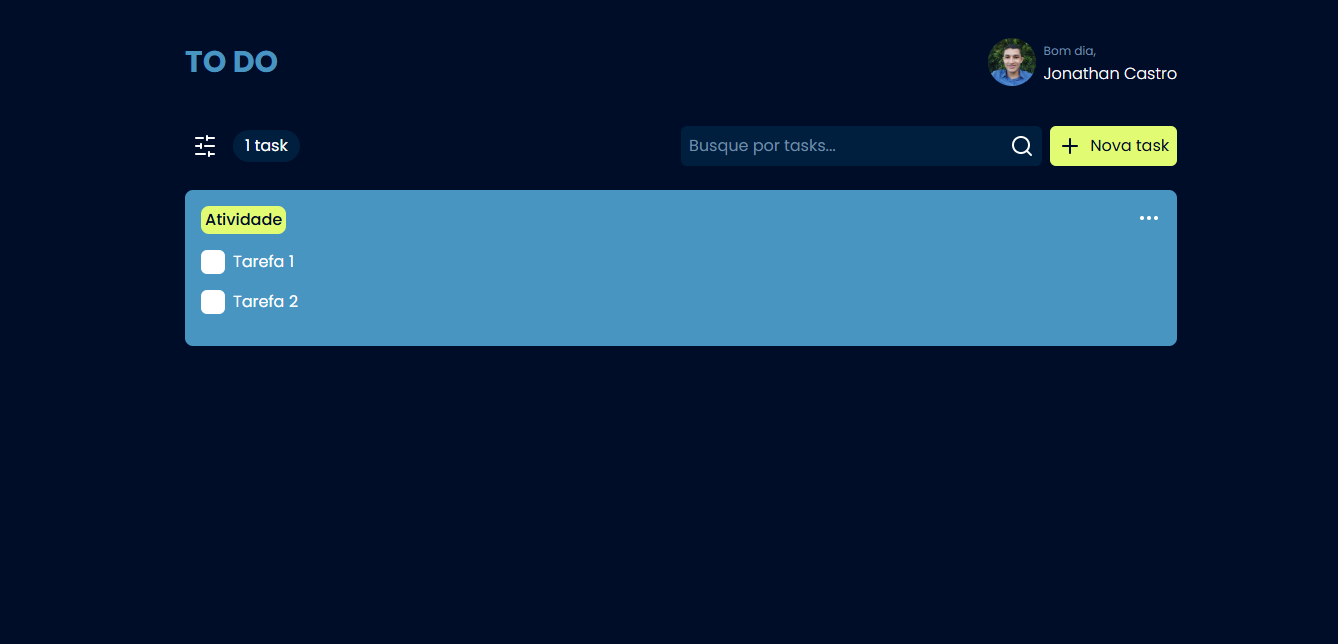 TO DO
Bom dia,
Jonathan Castro
1 task
Busque por tasks...
Nova task
Atividade
Tarefa 1
Tarefa 2